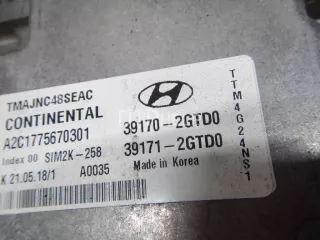 TMAJNC48SEAC
CONTINENTAL
A2C1775670301
Index 00 SIM2K-258
K 21.05.18/1 A0035
39170-2GTD0
39171-2GTD0
Made in Korea
TTM4G24NS1